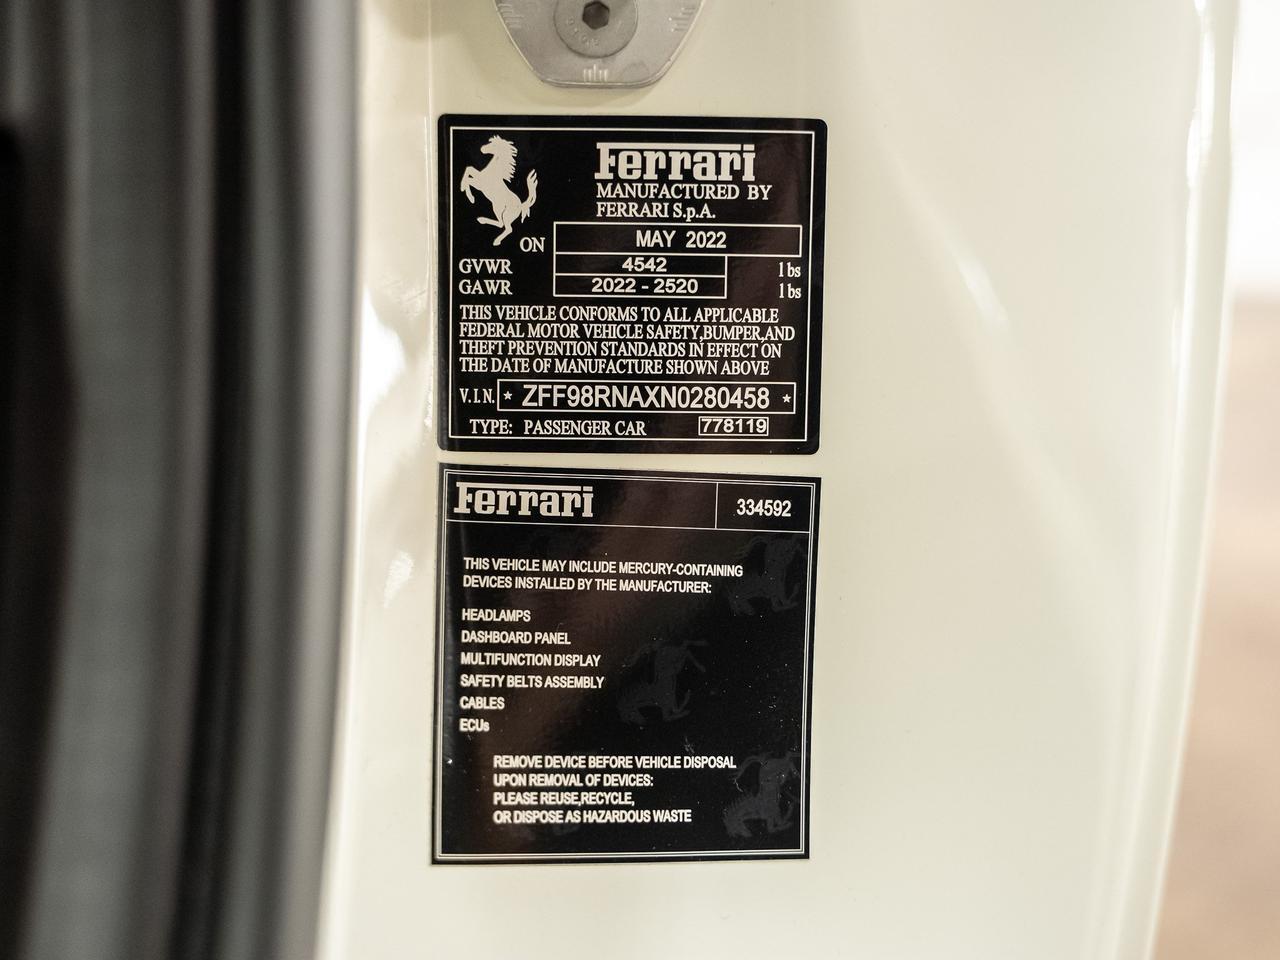 Ferrari
MANUFACTURED BY
FERRARI S.p.A.
ON MAY 2022
GVWR 4542 lbs
GAWR 2022 - 2520 lbs
THIS VEHICLE CONFORMS TO ALL APPLICABLE
FEDERAL MOTOR VEHICLE SAFETY,BUMPER,AND
THEFT PREVENTION STANDARDS IN EFFECT ON
THE DATE OF MANUFACTURE SHOWN ABOVE
V.I.N. * ZFF98RNAXN0280458 *
TYPE: PASSENGER CAR 778119
Ferrari 334592
THIS VEHICLE MAY INCLUDE MERCURY-CONTAINING
DEVICES INSTALLED BY THE MANUFACTURER:
HEADLAMPS
DASHBOARD PANEL
MULTIFUNCTION DISPLAY
SAFETY BELTS ASSEMBLY
CABLES
ECUs
REMOVE DEVICE BEFORE VEHICLE DISPOSAL
UPON REMOVAL OF DEVICES:
PLEASE REUSE,RECYCLE,
OR DISPOSE AS HAZARDOUS WASTE